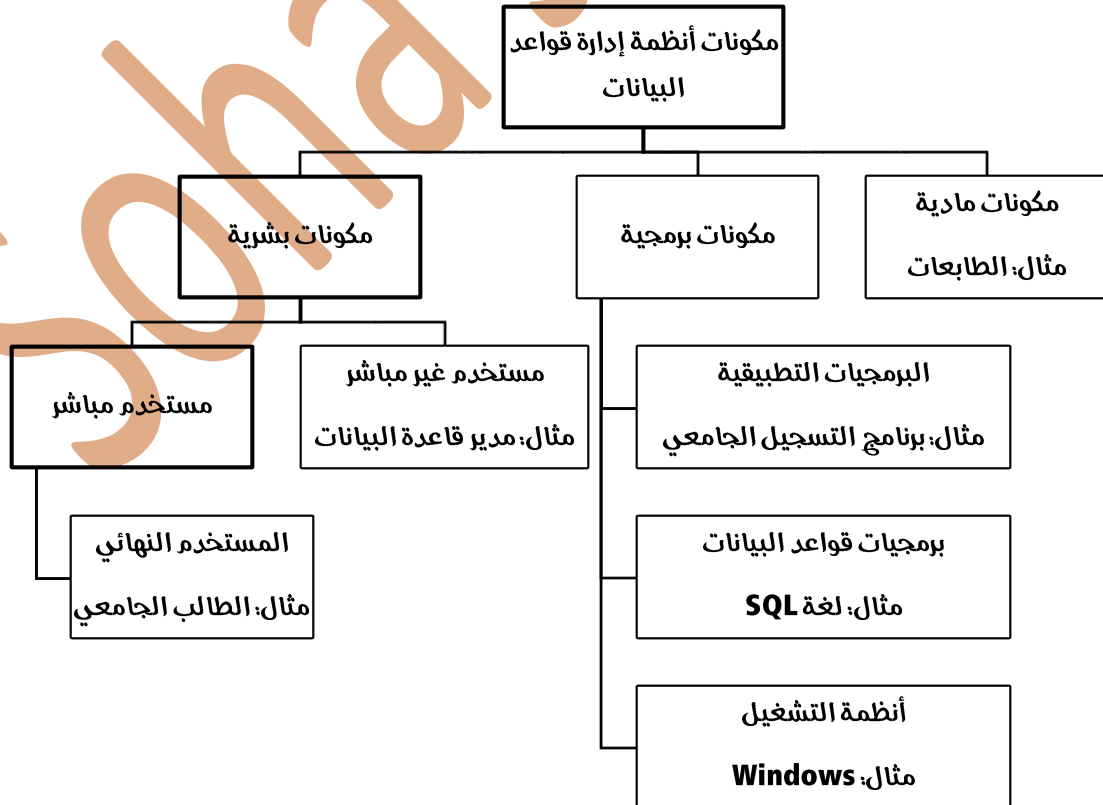 مكونات أنظمة إدارة قواعد
البيانات
مكونات مادية
مثال: الطابعات
مكونات برمجية
مكونات بشرية
البرمجيات التطبيقية
مثال: برنامج التسجيل الجامعي
برمجيات قواعد البيانات
مثال: لغة SQL
أنظمة التشغيل
مثال: Windows
مستخدم غير مباشر
مثال: مدير قاعدة البيانات
مستخدم مباشر
المستخدم النهائي
مثال: الطالب الجامعي
Soha